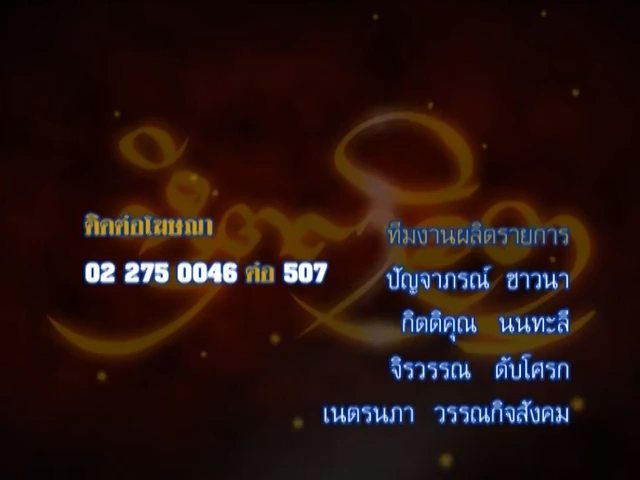 ติดต่อโฆษณา
02 275 0046 ต่อ 507
ทีมงานผลิตรายการ
ปัญจาภรณ์ ชาวนา
กิตติคุณ นนทะลี
จิรวรรณ ดับโศรก
เนตรนภา วรรณกิจสังคม